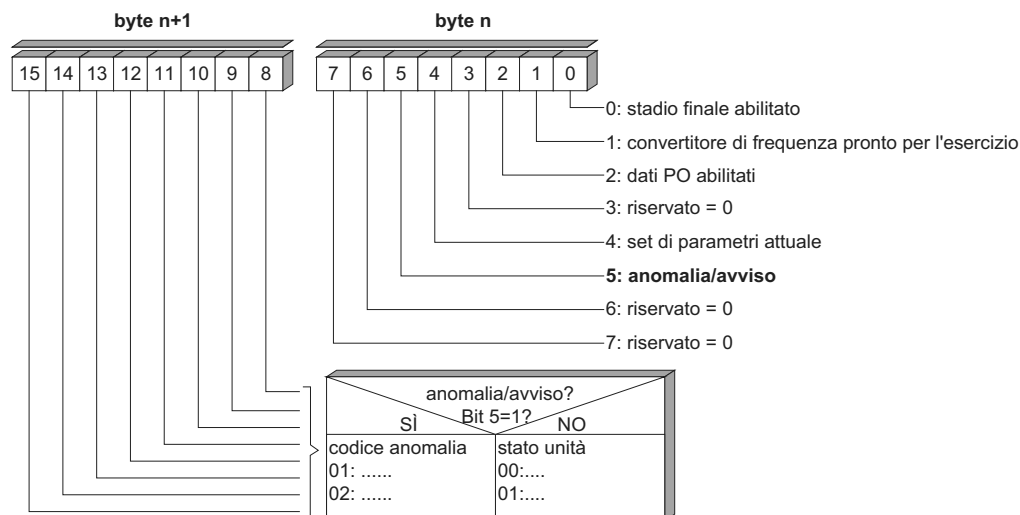 byte n+1 byte n
15 14 13 12 11 10 9 8 7 6 5 4 3 2 1 0
0: stadio finale abilitato
1: convertitore di frequenza pronto per l'esercizio
2: dati PO abilitati
3: riservato = 0
4: set di parametri attuale
5: anomalia/avviso
6: riservato = 0
7: riservato = 0
anomalia/avviso?
Bit 5=1?
SÌ NO
codice anomalia stato unità
01: ...... 00:....
02: ...... 01:....